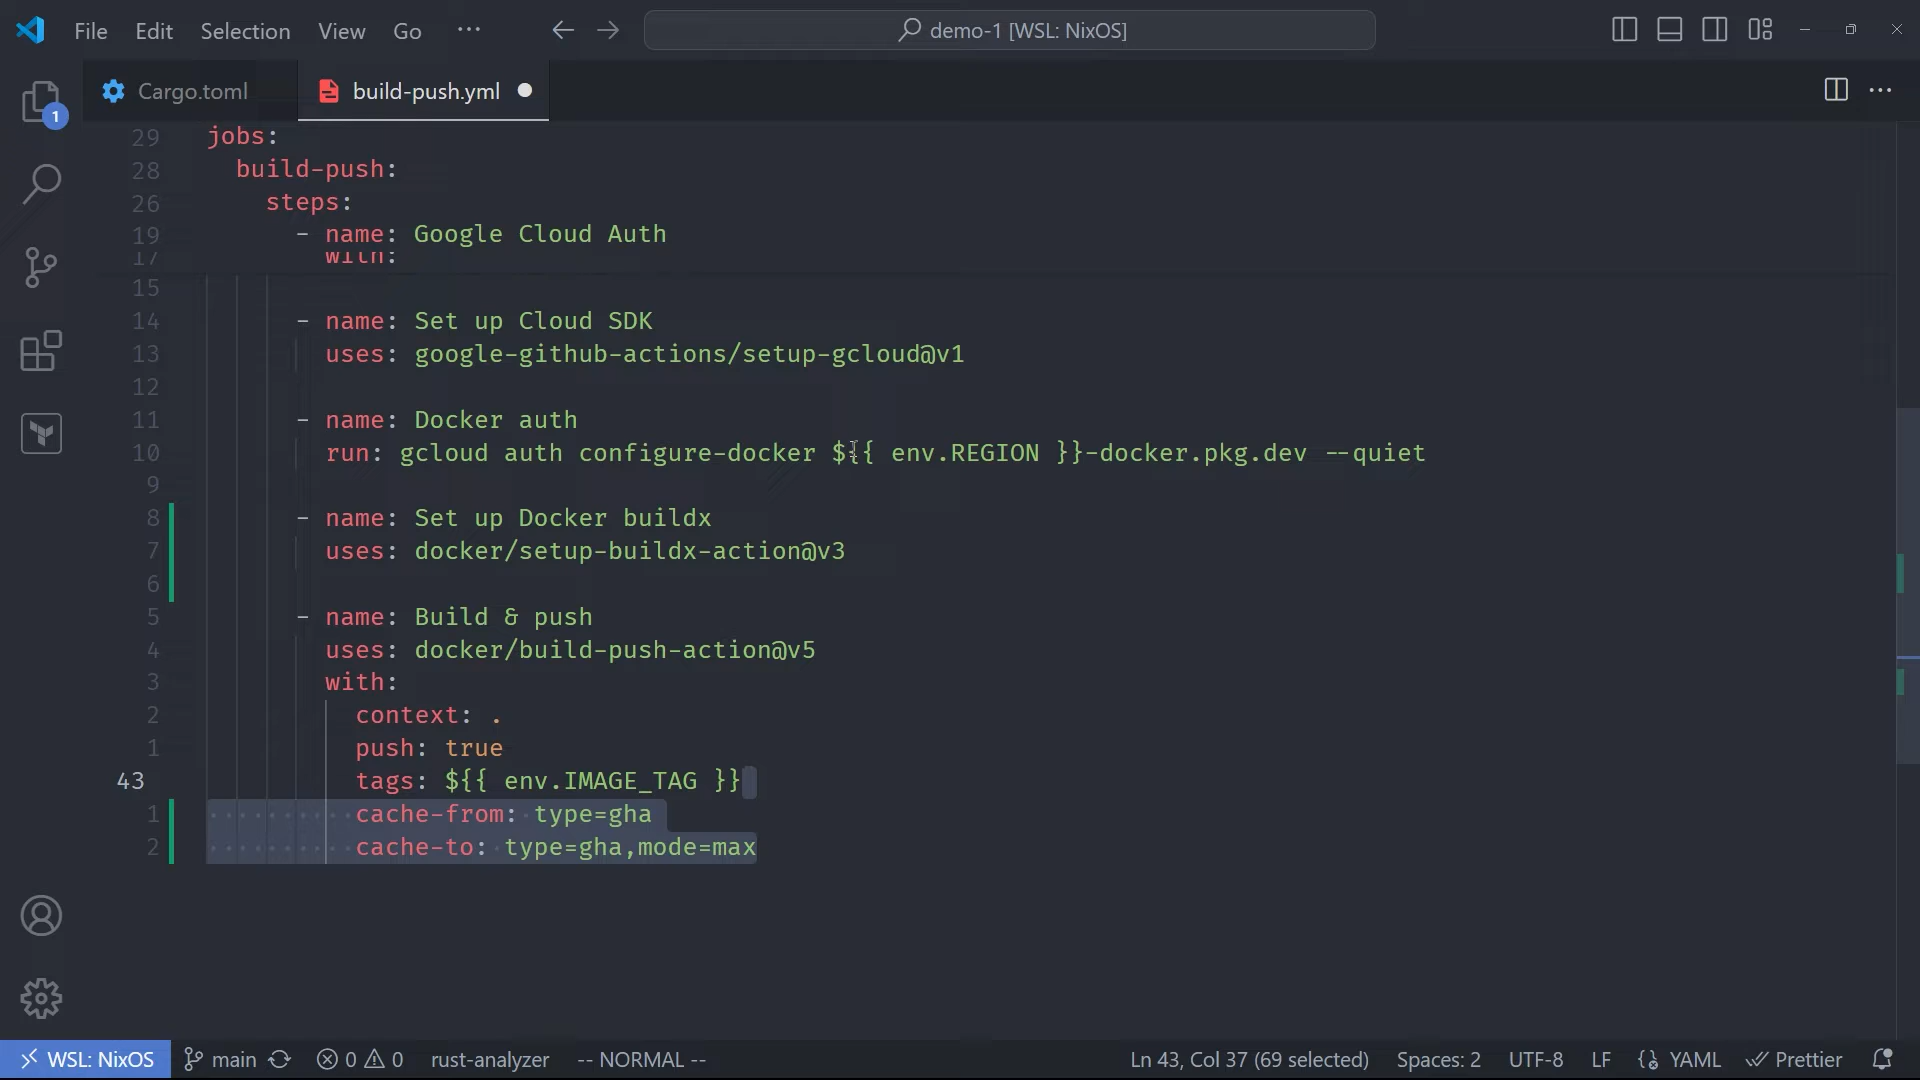 File Edit Selection View Go ··· demo-1 [WSL: NixOS]
Cargo.toml build-push.yml
1
29 jobs:
28 build-push:
26 steps:
19 - name: Google Cloud Auth
17 with:
15
14 - name: Set up Cloud SDK
13 uses: google-github-actions/setup-gcloud@v1
12
11 - name: Docker auth
10 run: gcloud auth configure-docker ${{ env.REGION }}-docker.pkg.dev --quiet
9
8 - name: Set up Docker buildx
7 uses: docker/setup-buildx-action@v3
6
5 - name: Build & push
4 uses: docker/build-push-action@v5
3 with:
2 context: .
1 push: true
43 tags: ${{ env.IMAGE_TAG }}
1 cache-from: type=gha
2 cache-to: type=gha,mode=max
WSL: NixOS main 0 0 rust-analyzer -- NORMAL -- Ln 43, Col 37 (69 selected) Spaces: 2 UTF-8 LF YAML Prettier